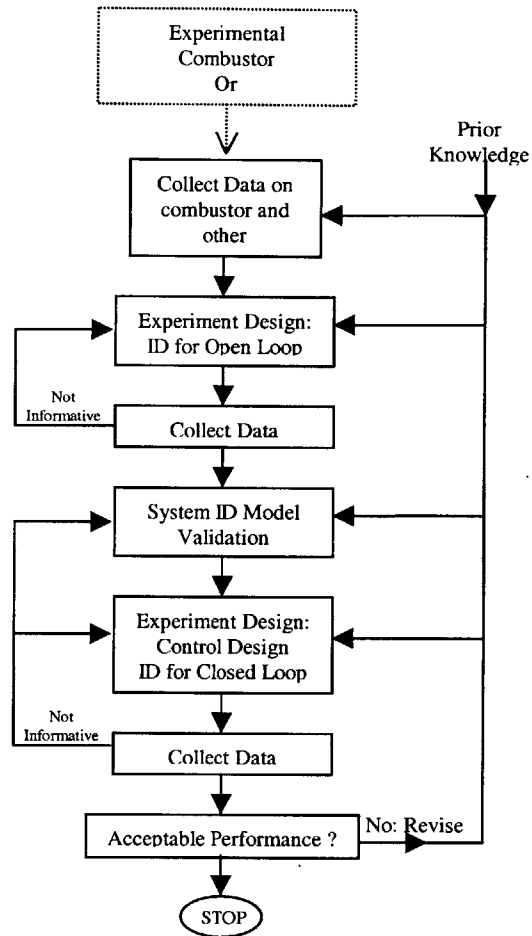 Experimental
Combustor
Or
Prior
Knowledge
Collect Data on
combustor and
other
Experiment Design:
ID for Open Loop
Not
Informative
Collect Data
System ID Model
Validation
Experiment Design:
Control Design
ID for Closed Loop
Not
Informative
Collect Data
Acceptable Performance ?
No: Revise
STOP